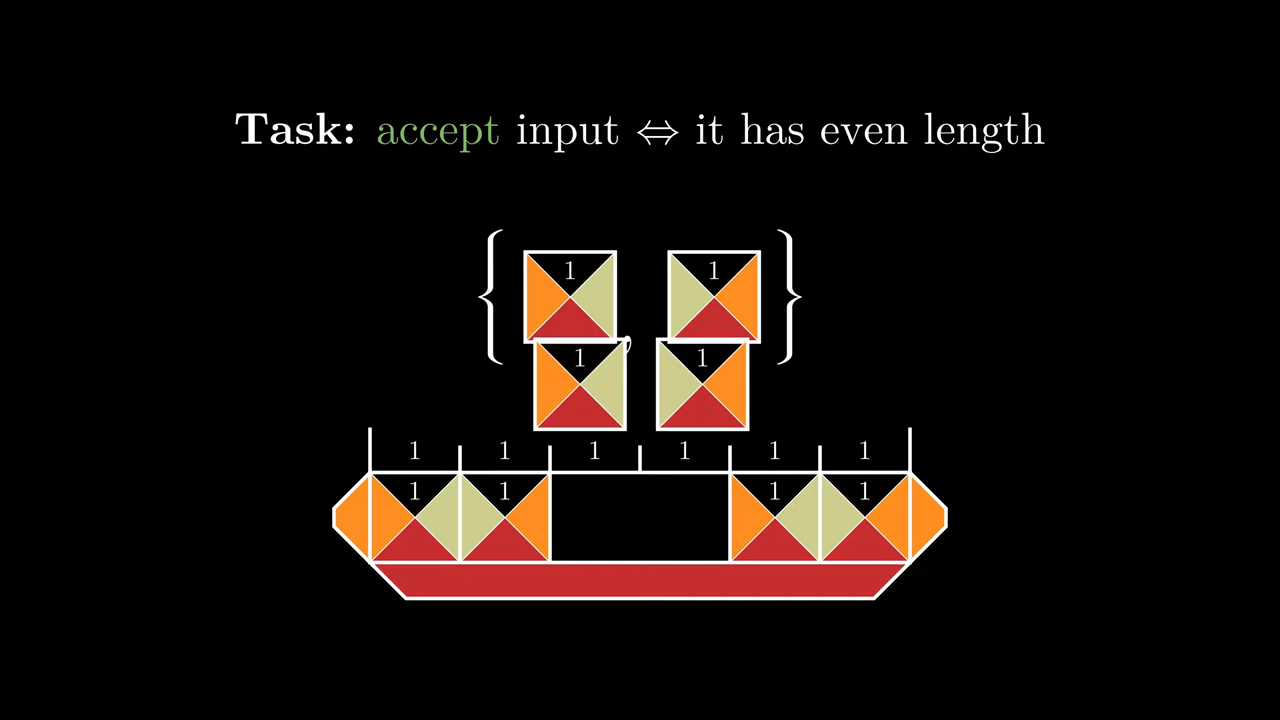 Task: accept input ⇔ it has even length
{ 1 , 1 }
1 1
1 1 1 1 1 1
1 1 1 1